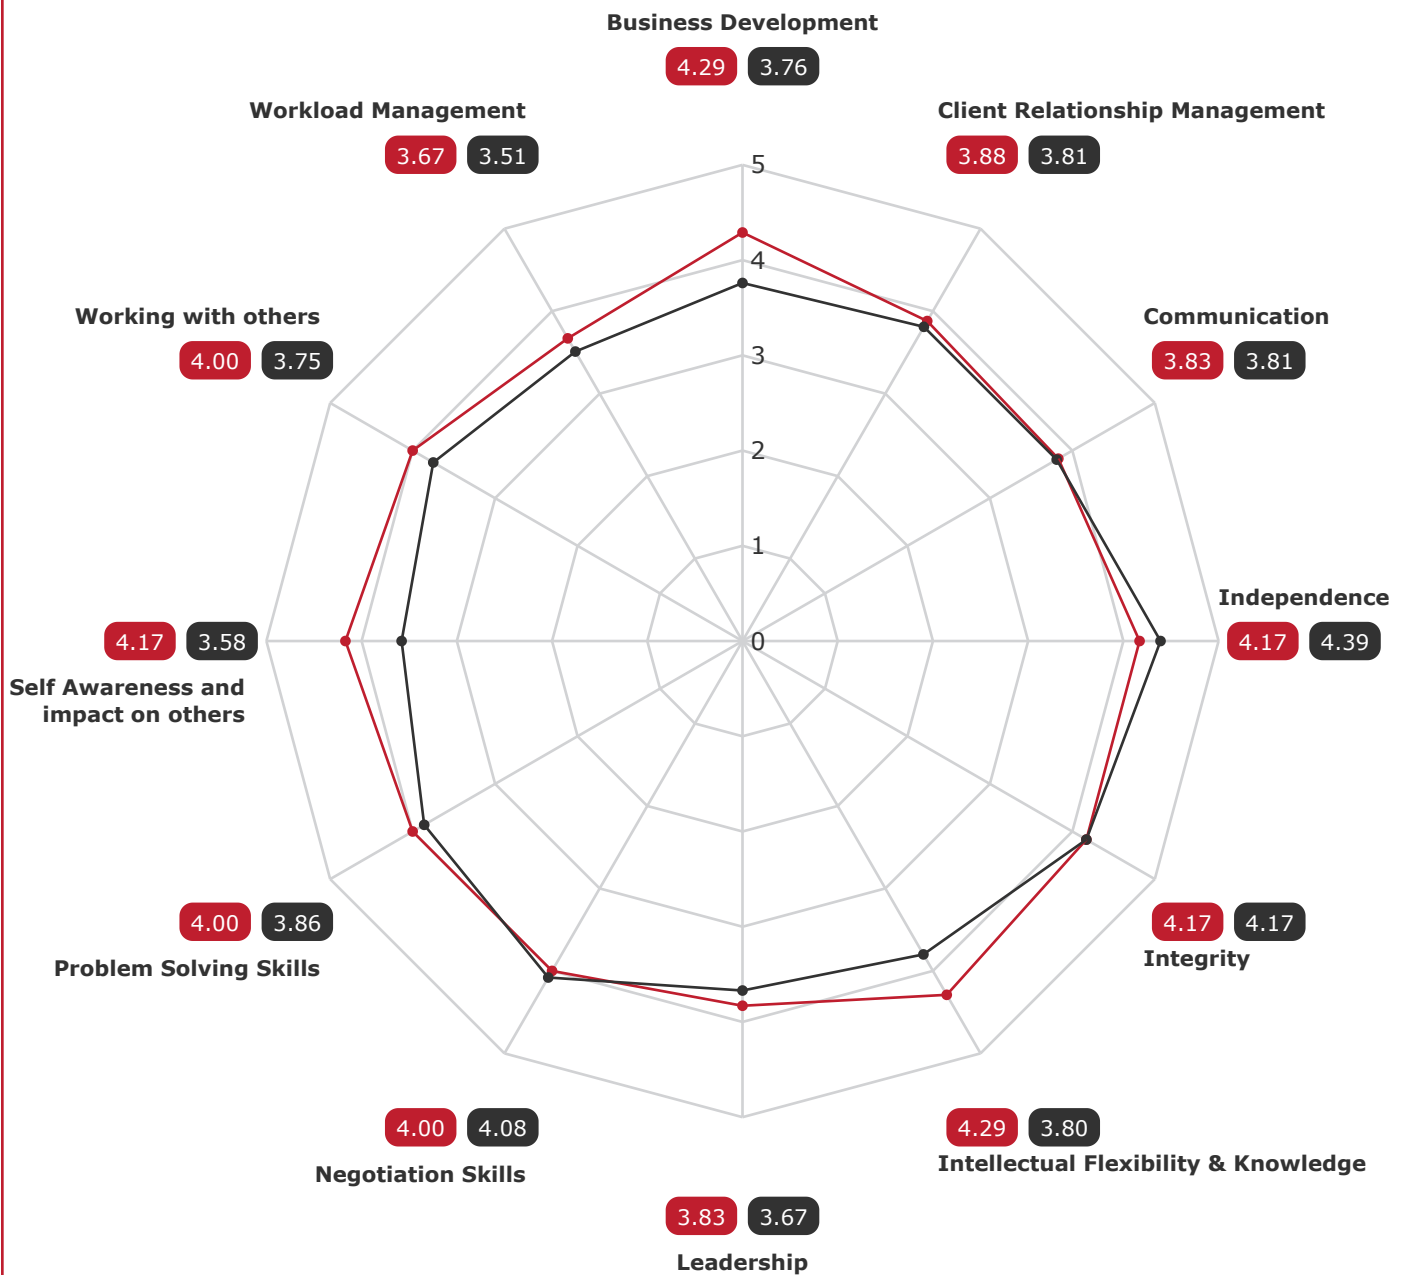 Business Development
4.29 3.76
Workload Management
3.67 3.51
Client Relationship Management
3.88 3.81
Working with others
4.00 3.75
Communication
3.83 3.81
5
4
3
2
1
0
Independence
4.17 4.39
4.17 3.58
Self Awareness and
impact on others
4.00 3.86
Problem Solving Skills
4.17 4.17
Integrity
4.00 4.08
Negotiation Skills
4.29 3.80
Intellectual Flexibility & Knowledge
3.83 3.67
Leadership